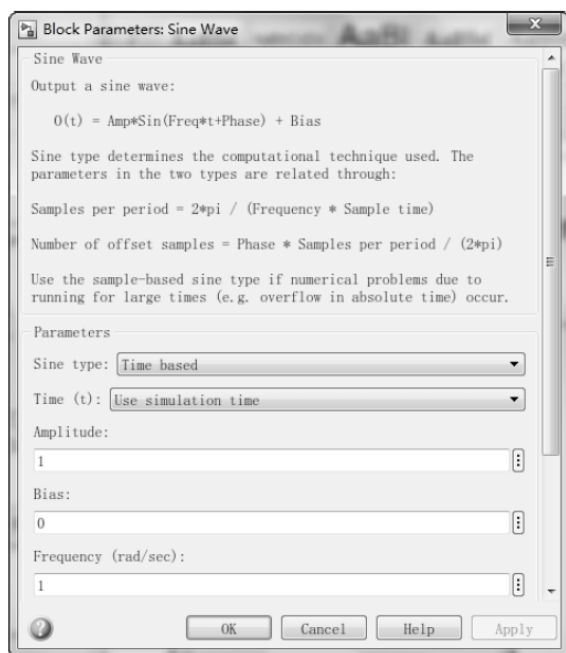 Block Parameters: Sine Wave
Sine Wave
Output a sine wave:
O(t) = Amp*Sin(Freq*t+Phase) + Bias
Sine type determines the computational technique used. The
parameters in the two types are related through:
Samples per period = 2*pi / (Frequency * Sample time)
Number of offset samples = Phase * Samples per period / (2*pi)
Use the sample-based sine type if numerical problems due to
running for large times (e.g. overflow in absolute time) occur.
Parameters
Sine type: Time based
Time (t): Use simulation time
Amplitude:
1
Bias:
0
Frequency (rad/sec):
1
OK Cancel Help Apply